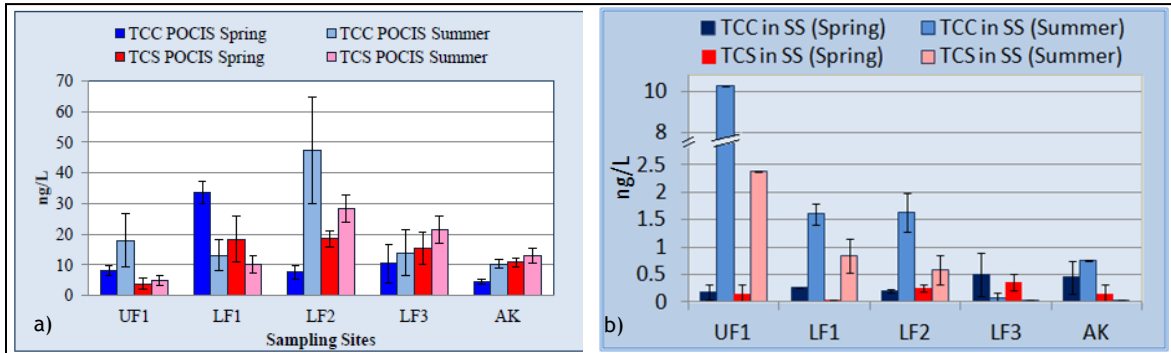 TCC POCIS Spring TCC POCIS Summer
TCS POCIS Spring TCS POCIS Summer
70
60
50
40
30
20
10
0
ng/L
UF1 LF1 LF2 LF3 AK
Sampling Sites
a)
TCC in SS (Spring) TCC in SS (Summer)
TCS in SS (Spring) TCS in SS (Summer)
10
8
2.5
2
1.5
1
0.5
0
ng/L
UF1 LF1 LF2 LF3 AK
b)